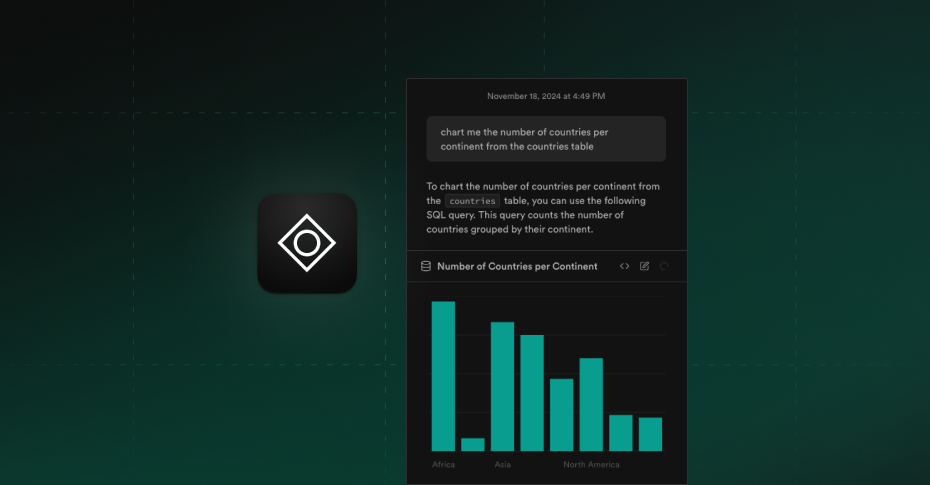 November 18, 2024 at 4:49 PM
chart me the number of countries per
continent from the countries table
To chart the number of countries per continent from
the countries table, you can use the following
SQL query. This query counts the number of
countries grouped by their continent.
Number of Countries per Continent
Africa Asia North America